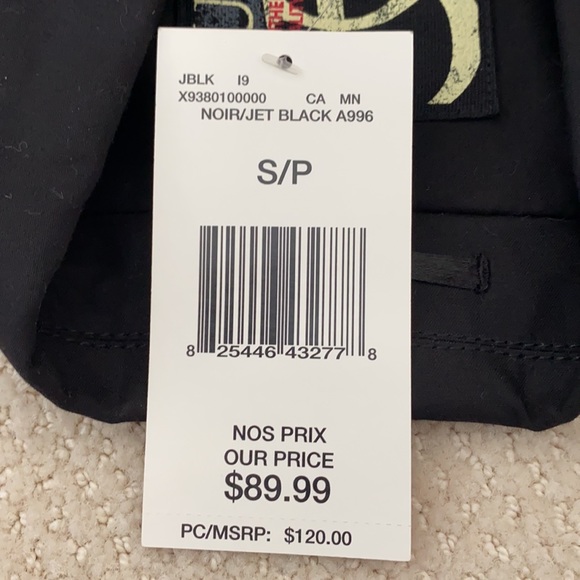 THE
JBLK I9
X9380100000 CA MN
NOIR/JET BLACK A996
S/P
8 25446 43277 8
NOS PRIX
OUR PRICE
$89.99
PC/MSRP: $120.00